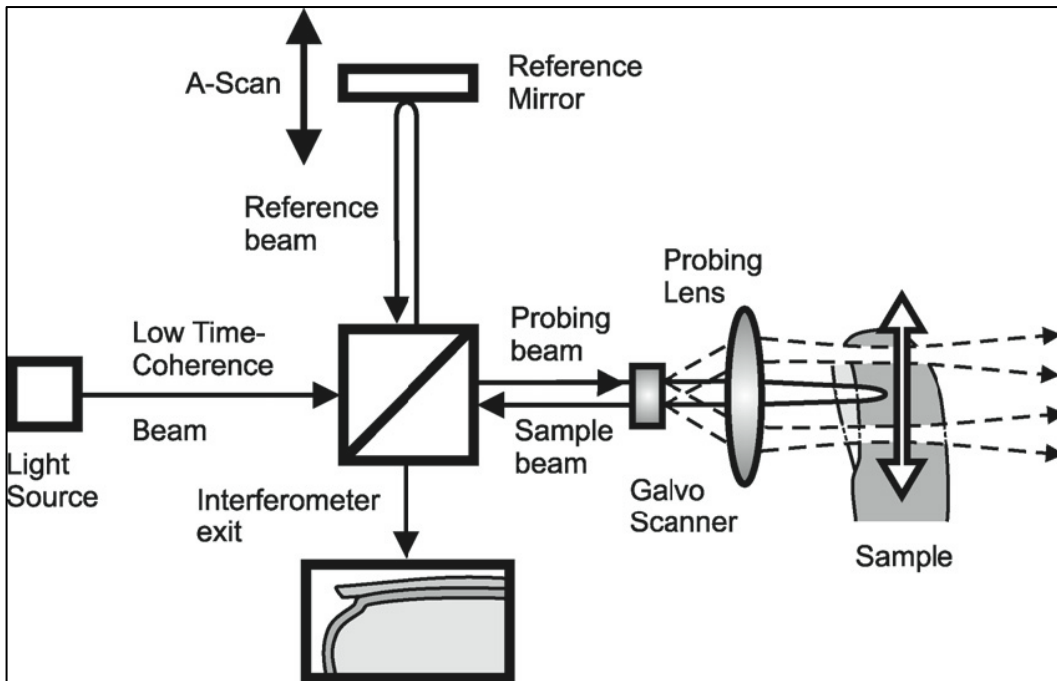 A-Scan
Reference
Mirror
Reference
beam
Probing
Lens
Low Time-
Coherence
Probing
beam
Beam
Sample
beam
Light
Source
Interferometer
exit
Galvo
Scanner
Sample